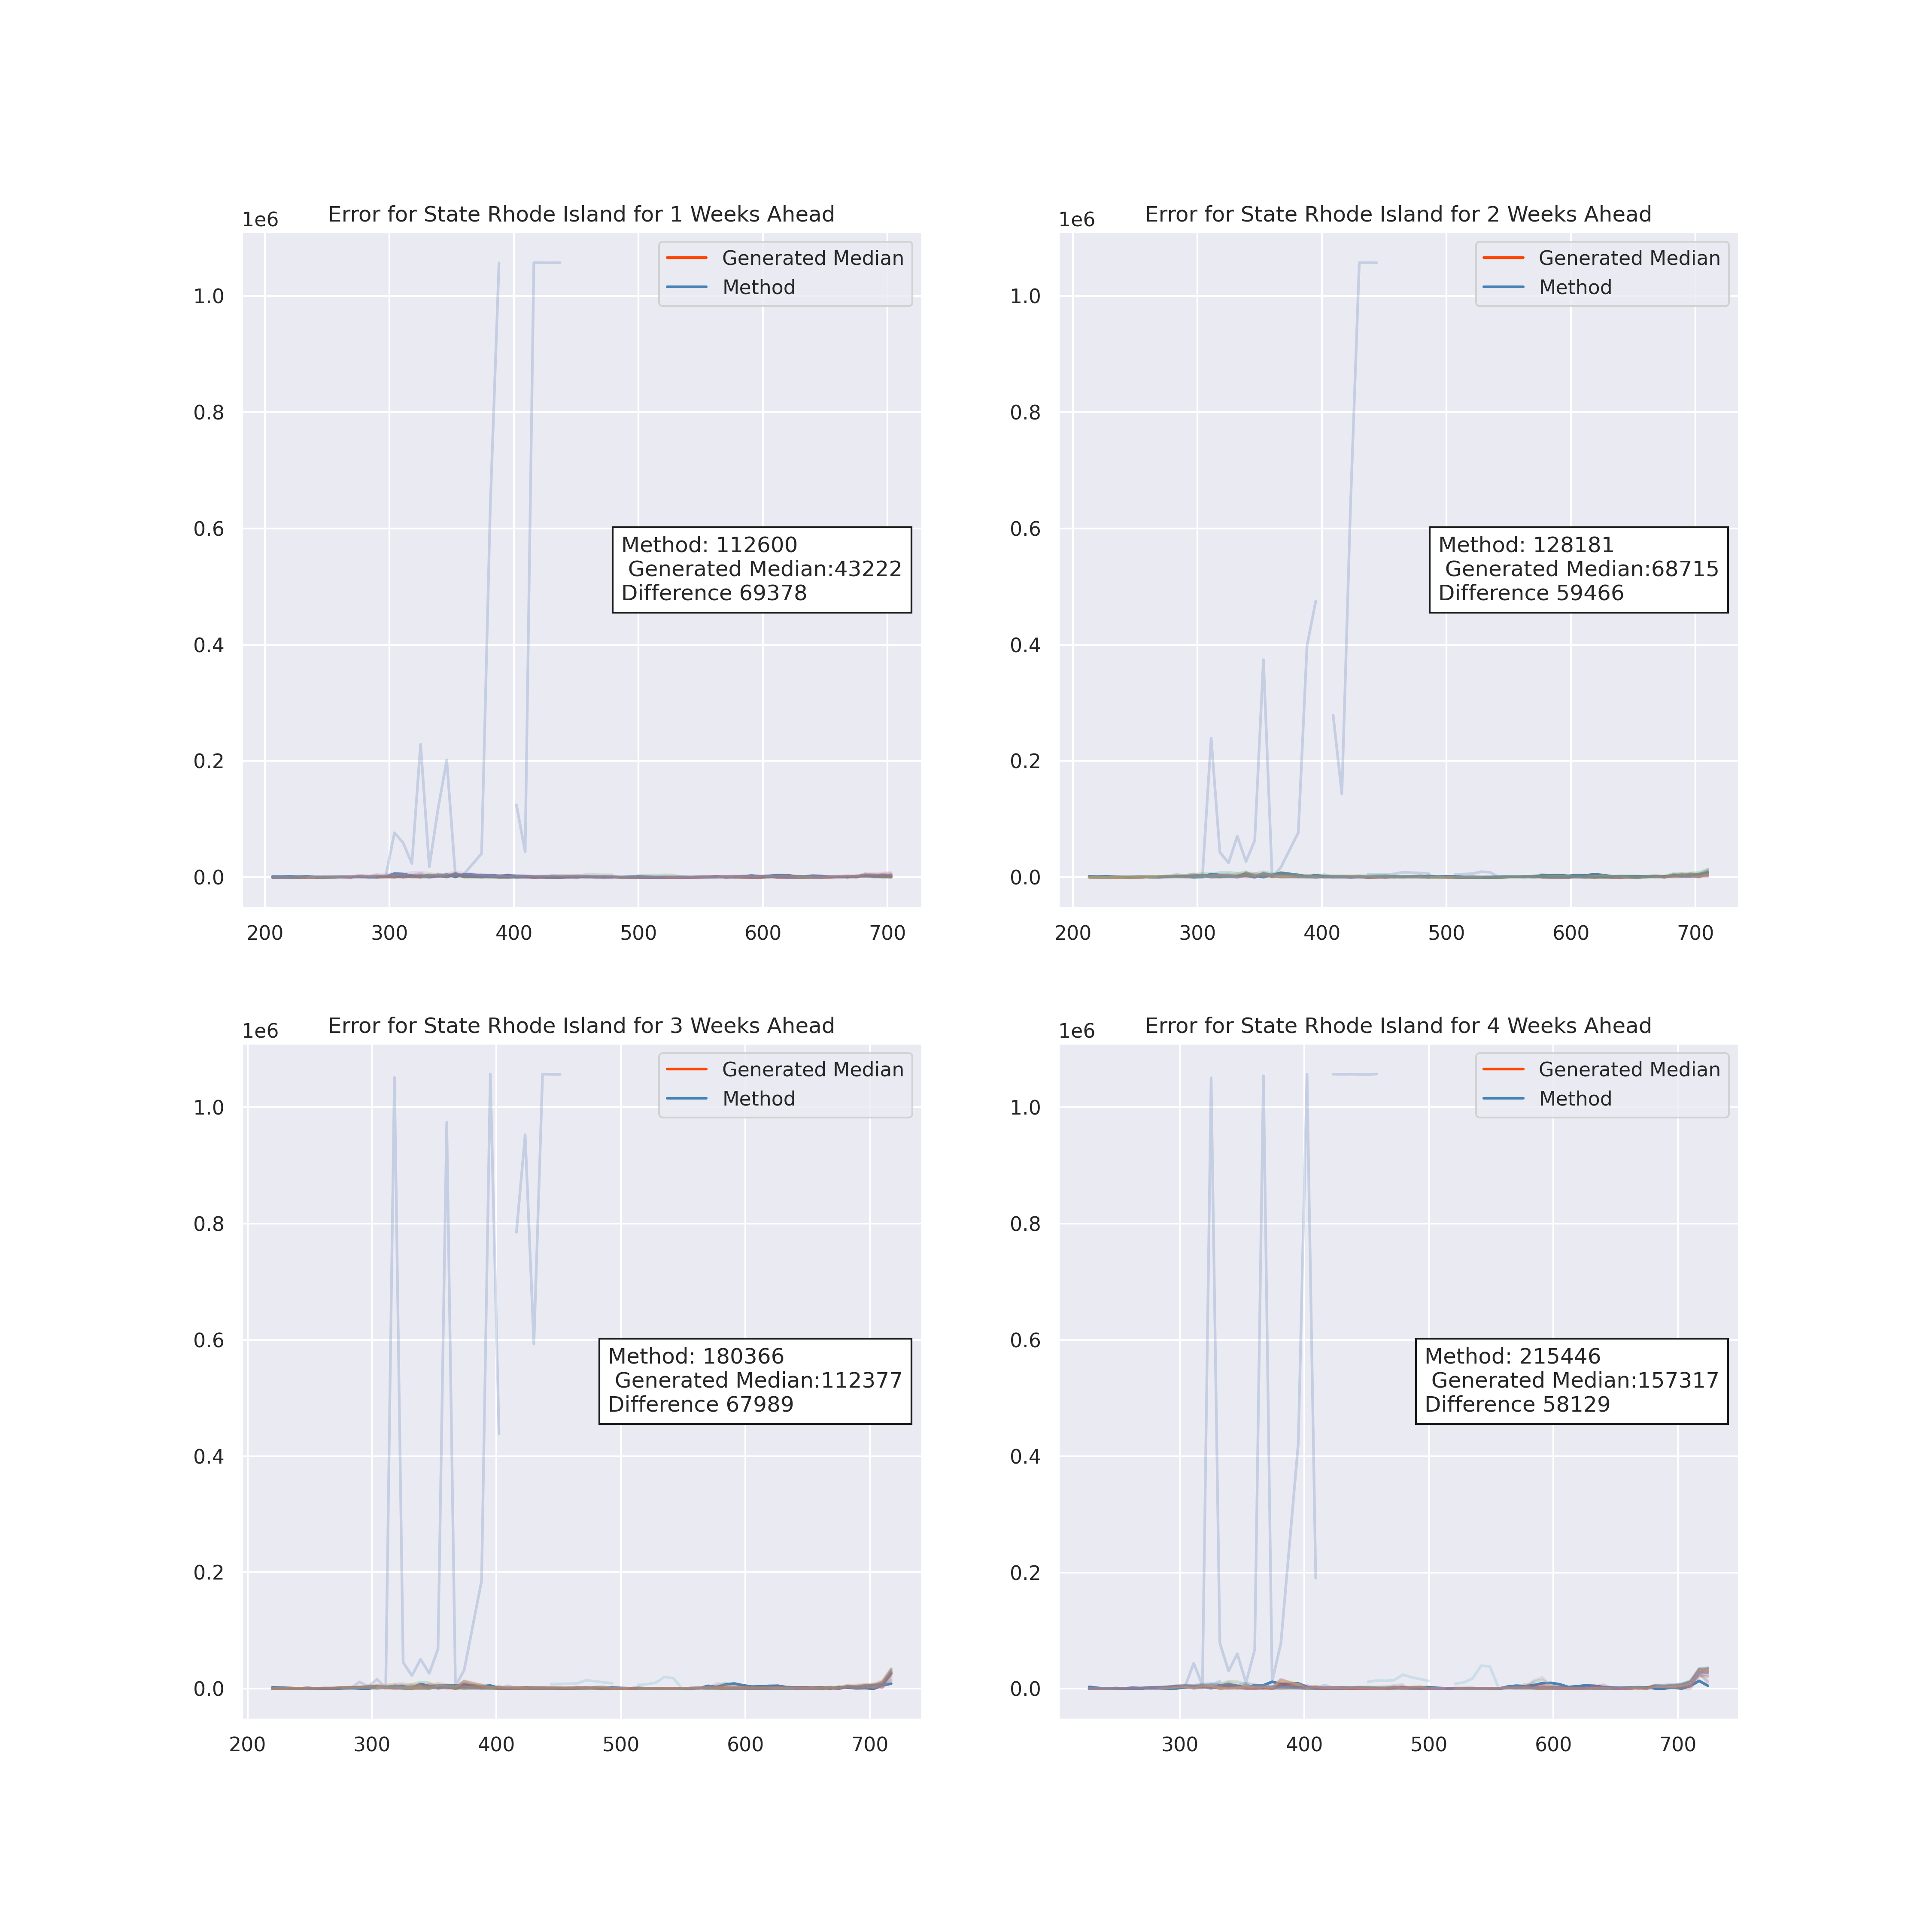 Error for State Rhode Island for 1 Weeks Ahead
1e6
Generated Median
Method
1.0
0.8
0.6
0.4
0.2
0.0
Method: 112600
Generated Median:43222
Difference 69378
200 300 400 500 600 700
Error for State Rhode Island for 2 Weeks Ahead
1e6
Generated Median
Method
1.0
0.8
0.6
0.4
0.2
0.0
Method: 128181
Generated Median:68715
Difference 59466
200 300 400 500 600 700
Error for State Rhode Island for 3 Weeks Ahead
1e6
Generated Median
Method
1.0
0.8
0.6
0.4
0.2
0.0
Method: 180366
Generated Median:112377
Difference 67989
200 300 400 500 600 700
Error for State Rhode Island for 4 Weeks Ahead
1e6
Generated Median
Method
1.0
0.8
0.6
0.4
0.2
0.0
Method: 215446
Generated Median:157317
Difference 58129
300 400 500 600 700